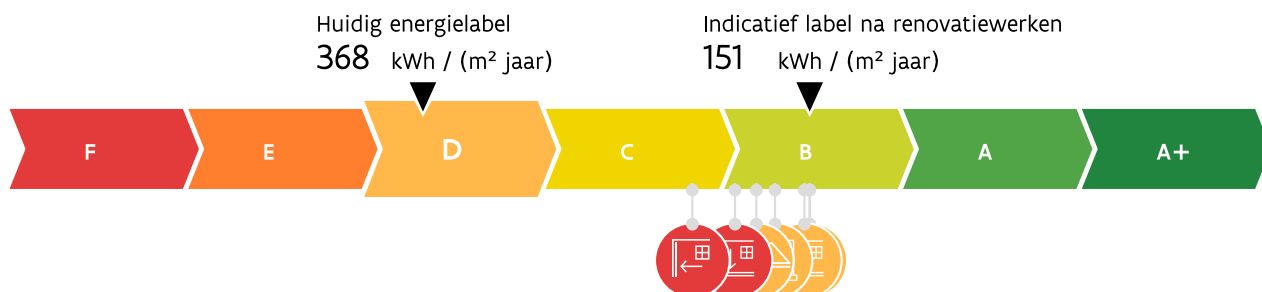 Huidig energielabel
368 kWh / (m² jaar)
Indicatief label na renovatiewerken
151 kWh / (m² jaar)
F E D C B A A+